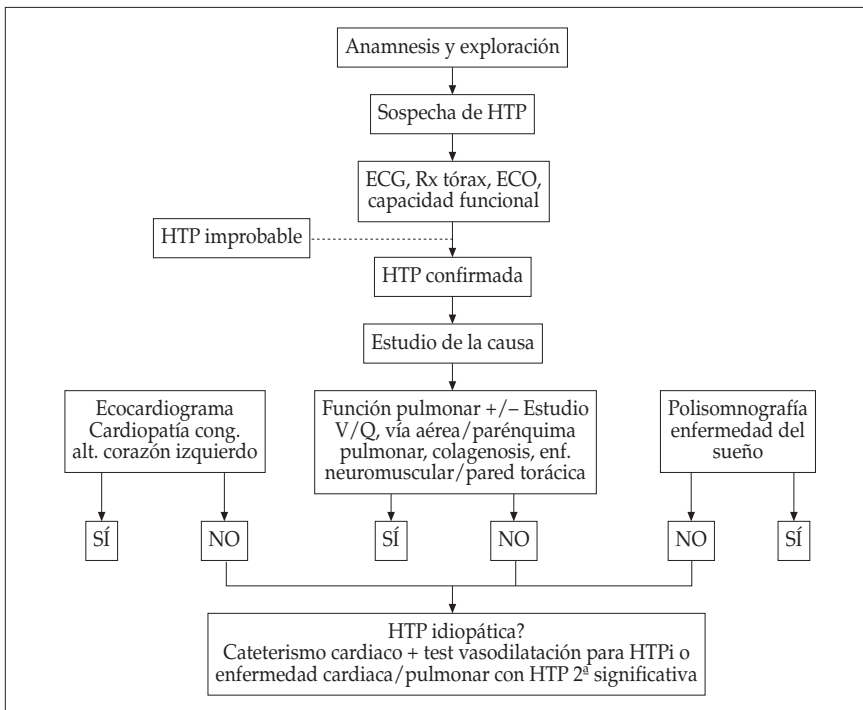 Anamnesis y exploración
Sospecha de HTP
ECG, Rx tórax, ECO,
capacidad funcional
HTP improbable
HTP confirmada
Estudio de la causa
Ecocardiograma
Cardiopatía cong.
alt. corazón izquierdo
Función pulmonar +/– Estudio
V/Q, vía aérea/parénquima
pulmonar, colagenosis, enf.
neuromuscular/pared torácica
Polisomnografía
enfermedad del
sueño
SÍ
NO
SÍ
NO
NO
SÍ
HTP idiopática?
Cateterismo cardiaco + test vasodilatación para HTPi o
enfermedad cardiaca/pulmonar con HTP 2ª significativa